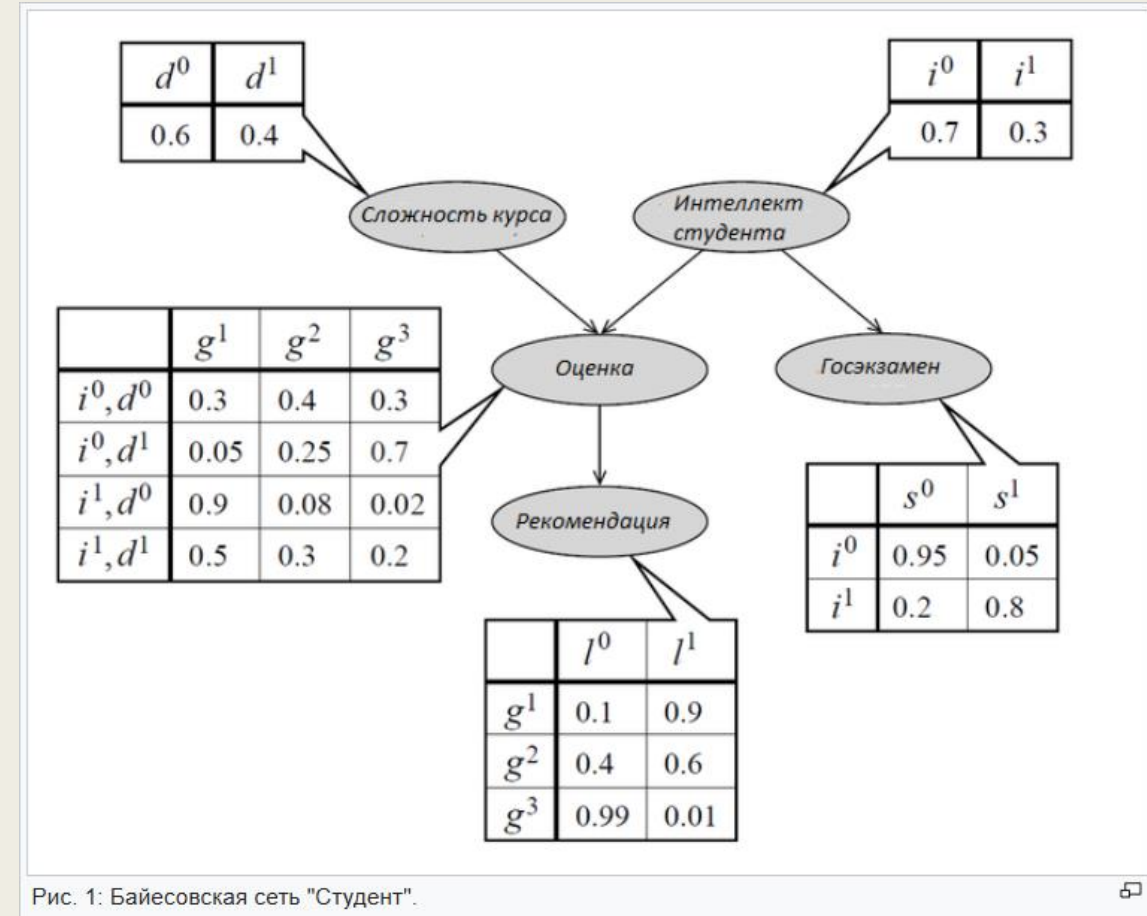 d⁰ d¹
0.6 0.4
i⁰ i¹
0.7 0.3
Сложность курса
Интеллект
студента
g¹ g² g³
i⁰,d⁰ 0.3 0.4 0.3
i⁰,d¹ 0.05 0.25 0.7
i¹,d⁰ 0.9 0.08 0.02
i¹,d¹ 0.5 0.3 0.2
Оценка
Госэкзамен
Рекомендация
s⁰ s¹
i⁰ 0.95 0.05
i¹ 0.2 0.8
l⁰ l¹
g¹ 0.1 0.9
g² 0.4 0.6
g³ 0.99 0.01
Рис. 1: Байесовская сеть "Студент".